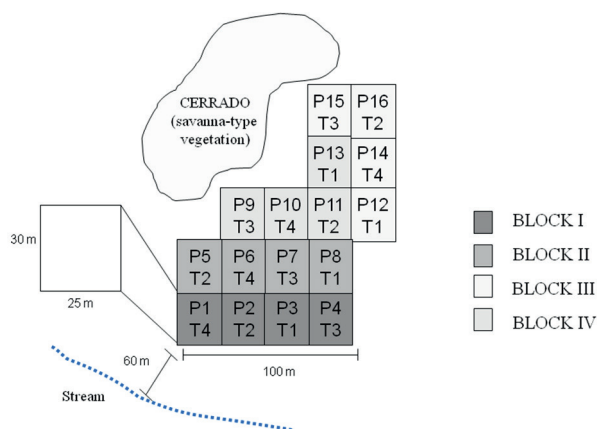 CERRADO
(savanna-type
vegetation)
P15 P16
T3 T2
P13 P14
T1 T4
P9 P10 P11 P12
T3 T4 T2 T1
P5 P6 P7 P8
T2 T4 T3 T1
P1 P2 P3 P4
T4 T2 T1 T3
30 m
25 m
60 m
100 m
Stream
BLOCK I
BLOCK II
BLOCK III
BLOCK IV